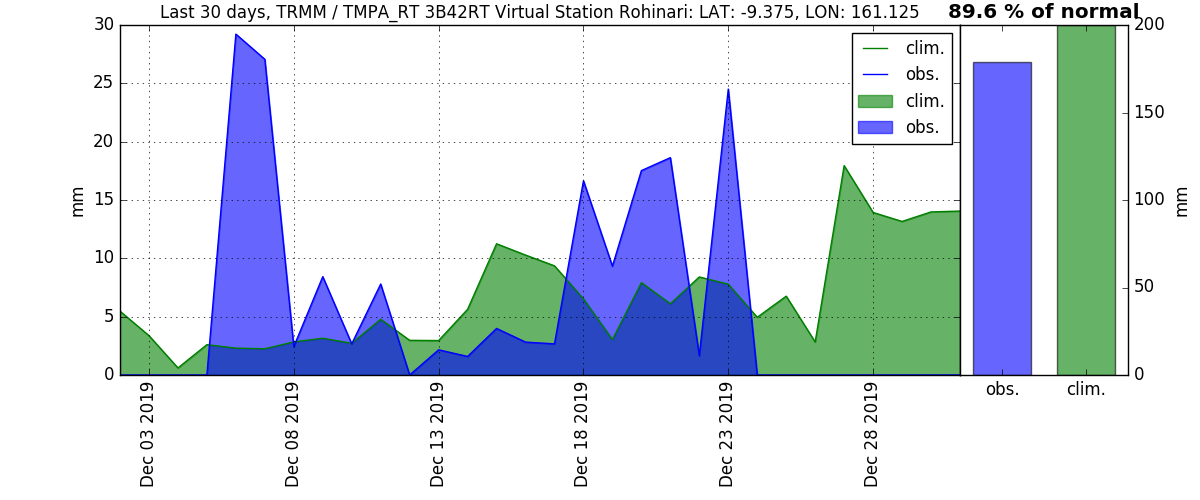 Last 30 days, TRMM / TMPA_RT 3B42RT Virtual Station Rohinari: LAT: -9.375, LON: 161.125
89.6 % of normal
30
25
20
15
10
5
0
mm
clim.
obs.
clim.
obs.
Dec 03 2019
Dec 08 2019
Dec 13 2019
Dec 18 2019
Dec 23 2019
Dec 28 2019
200
150
100
50
0
mm
obs.
clim.